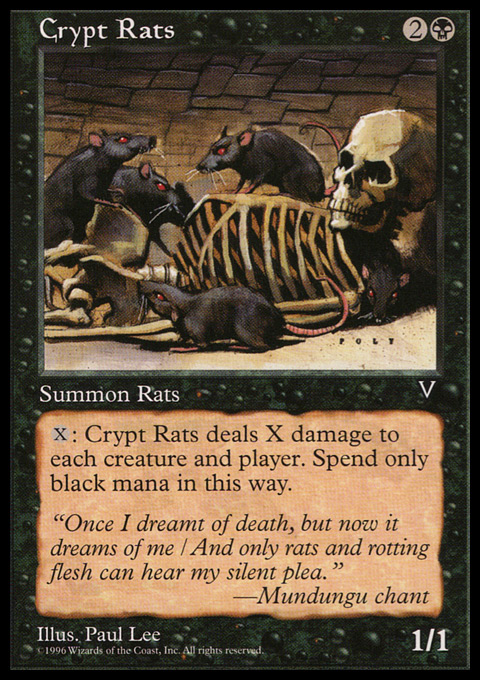 Crypt Rats 2
POLY
Summon Rats V
X: Crypt Rats deals X damage to
each creature and player. Spend only
black mana in this way.
“Once I dreamt of death, but now it
dreams of me / And only rats and rotting
flesh can hear my silent plea.”
—Mundungu chant
Illus. Paul Lee
©1996 Wizards of the Coast, Inc. All rights reserved.
1/1